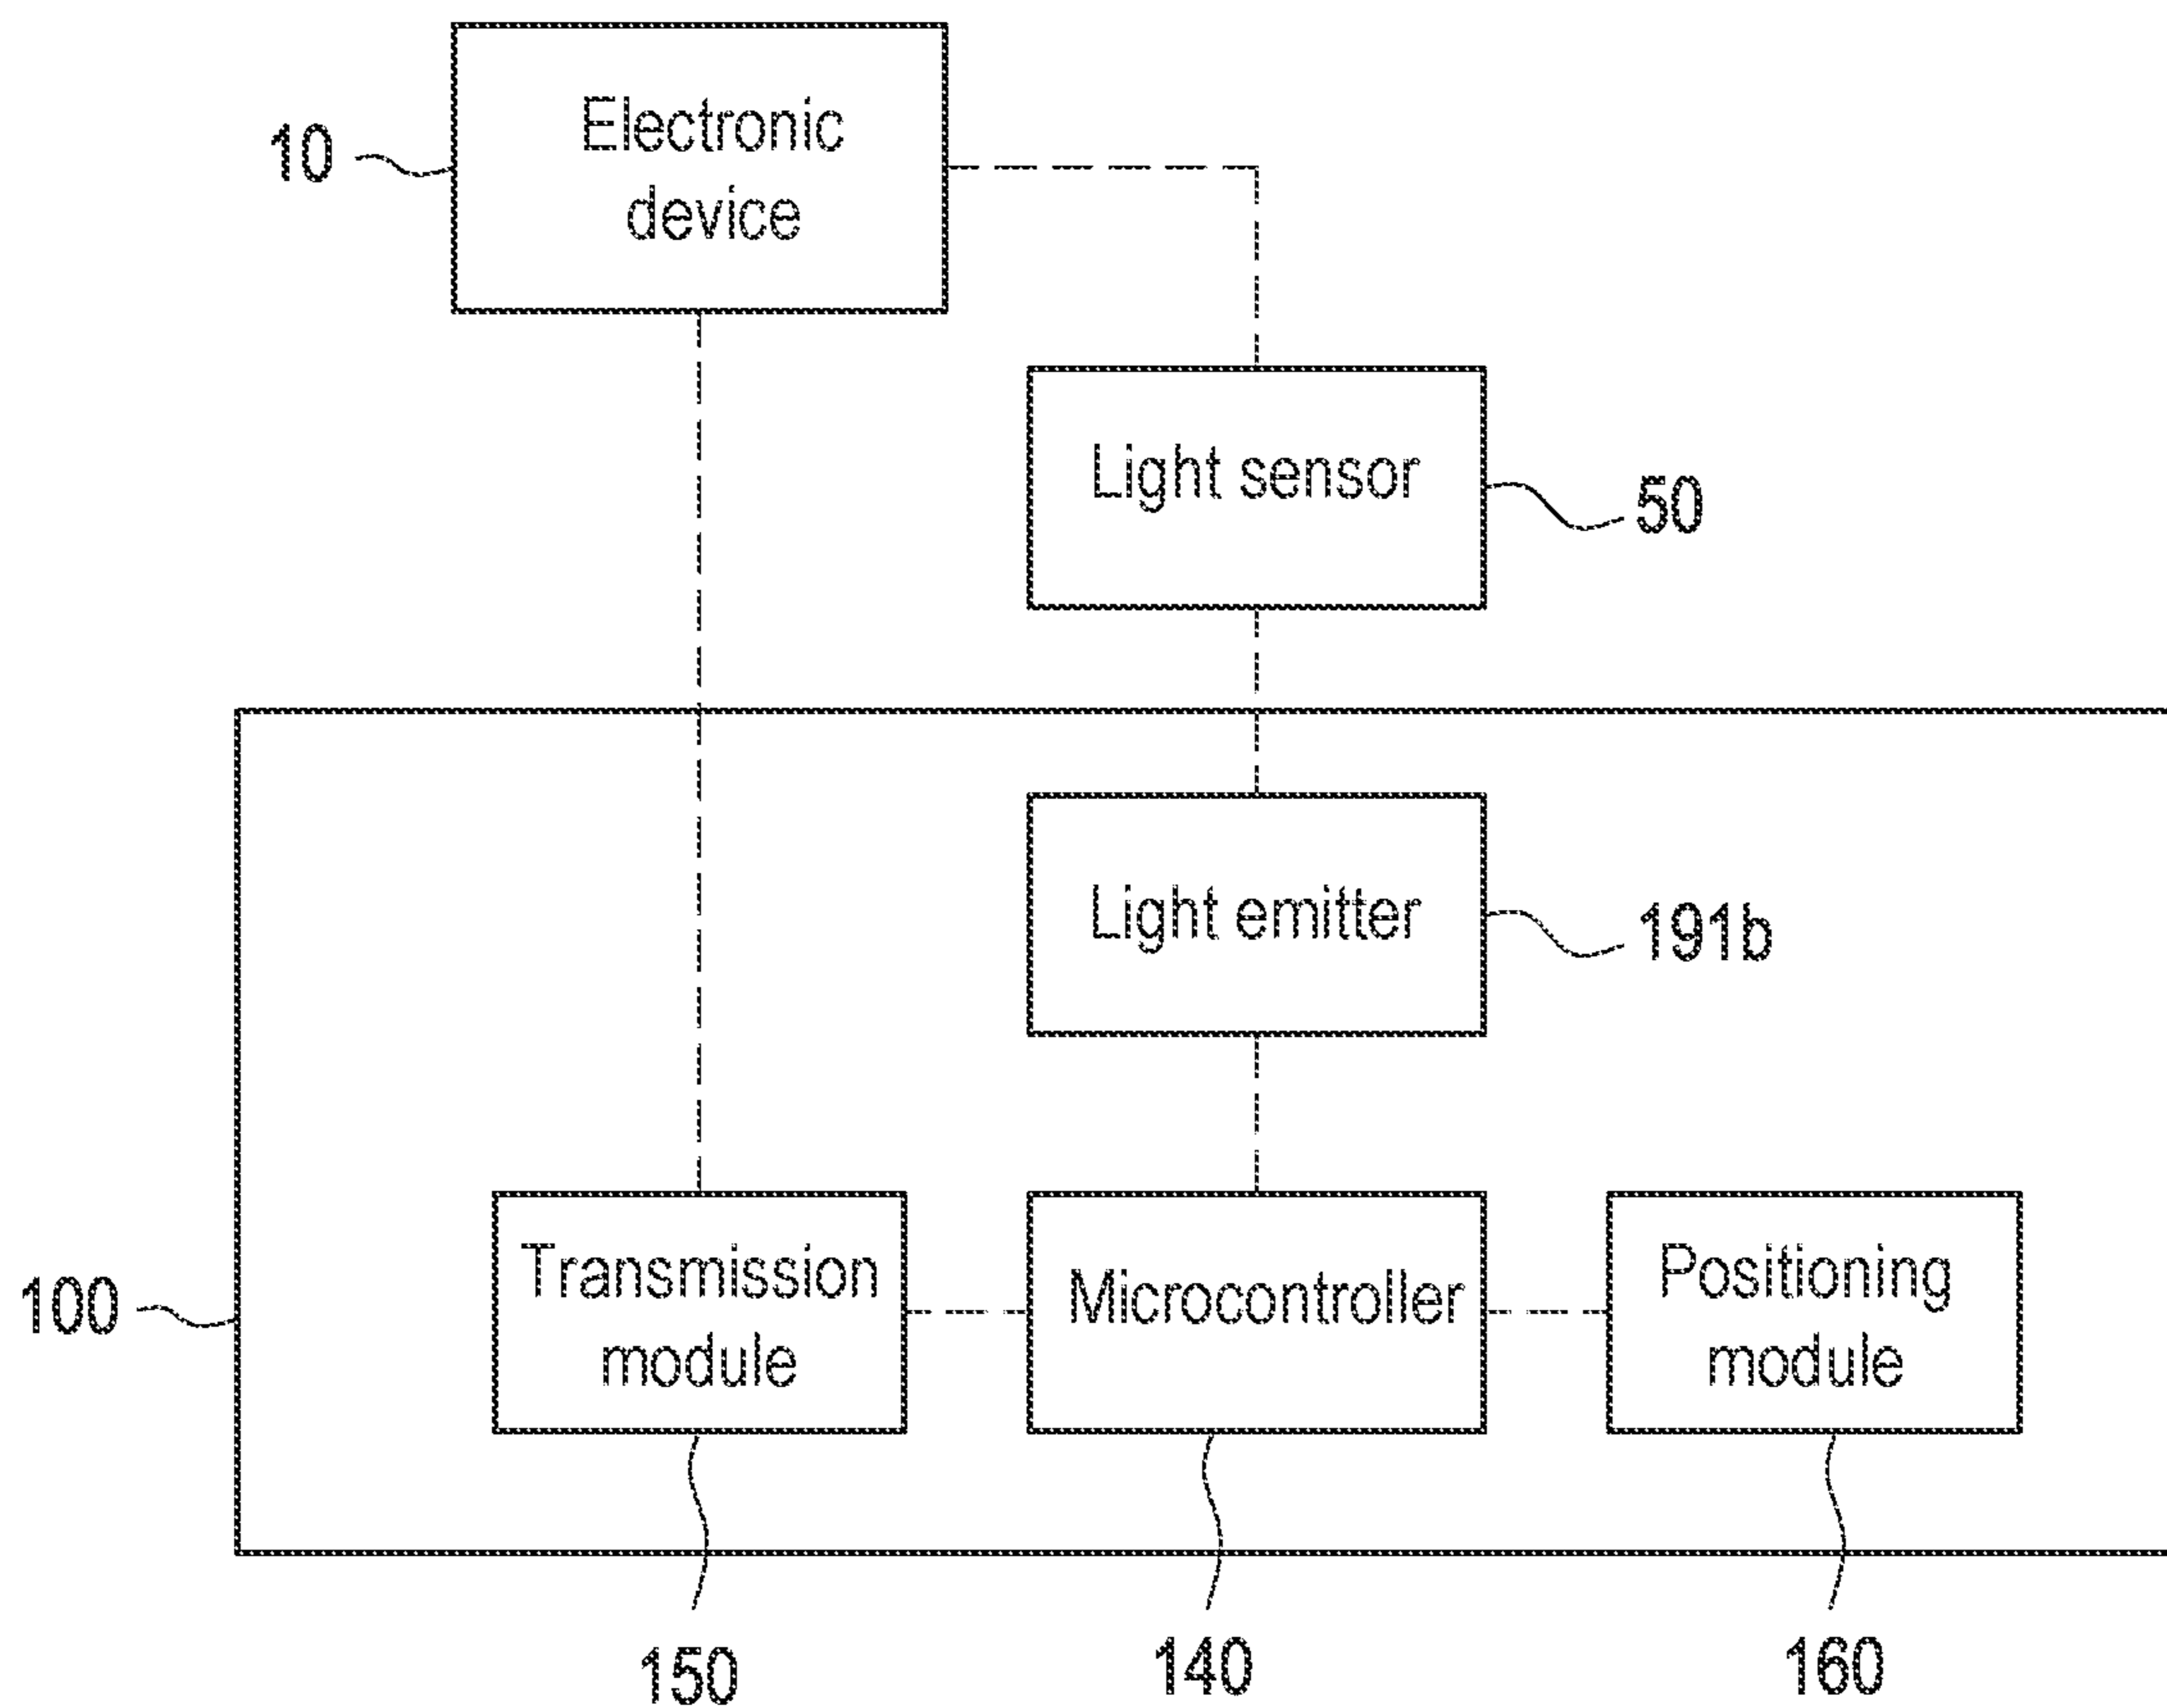 Electronic
device
10
Light sensor
50
Light emitter
191b
Transmission
module
Microcontroller
Positioning
module
100
150
140
160